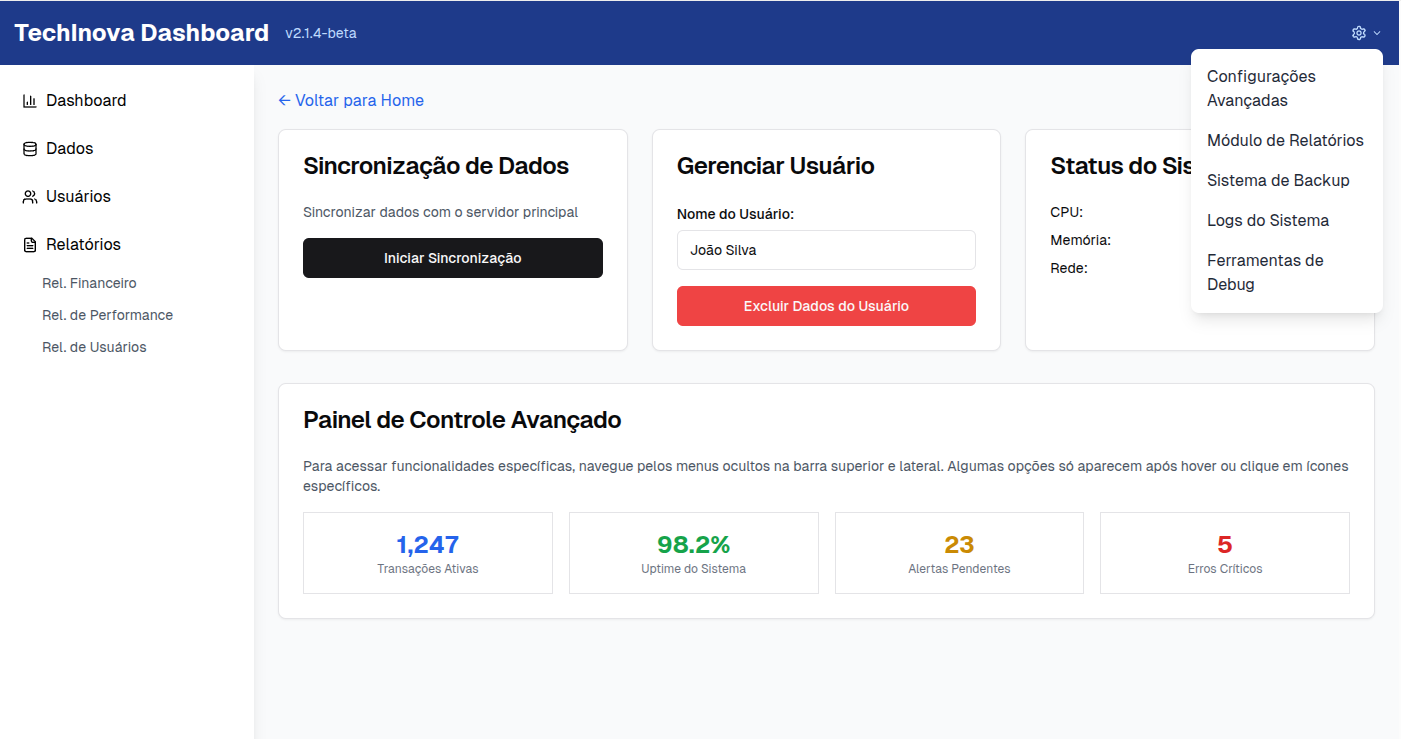 TechInova Dashboard
v2.1.4-beta
Configurações
Avançadas
Módulo de Relatórios
Sistema de Backup
Logs do Sistema
Ferramentas de
Debug
Dashboard
Dados
Usuários
Relatórios
Rel. Financeiro
Rel. de Performance
Rel. de Usuários
← Voltar para Home
Sincronização de Dados
Sincronizar dados com o servidor principal
Iniciar Sincronização
Gerenciar Usuário
Nome do Usuário:
João Silva
Excluir Dados do Usuário
Status do Sis
CPU:
Memória:
Rede:
Painel de Controle Avançado
Para acessar funcionalidades específicas, navegue pelos menus ocultos na barra superior e lateral. Algumas opções só aparecem após hover ou clique em ícones
específicos.
1,247
Transações Ativas
98.2%
Uptime do Sistema
23
Alertas Pendentes
5
Erros Críticos